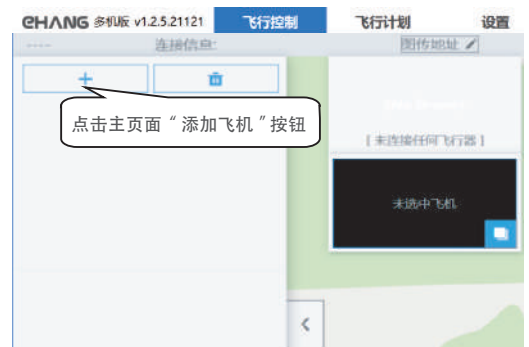 EHANG 多机版 v1.2.5.21121 飞行控制 飞行计划 设置
---- 连接信息: 图传地址
点击主页面“添加飞机”按钮
[ 未连接任何飞行器 ]
未选中飞机